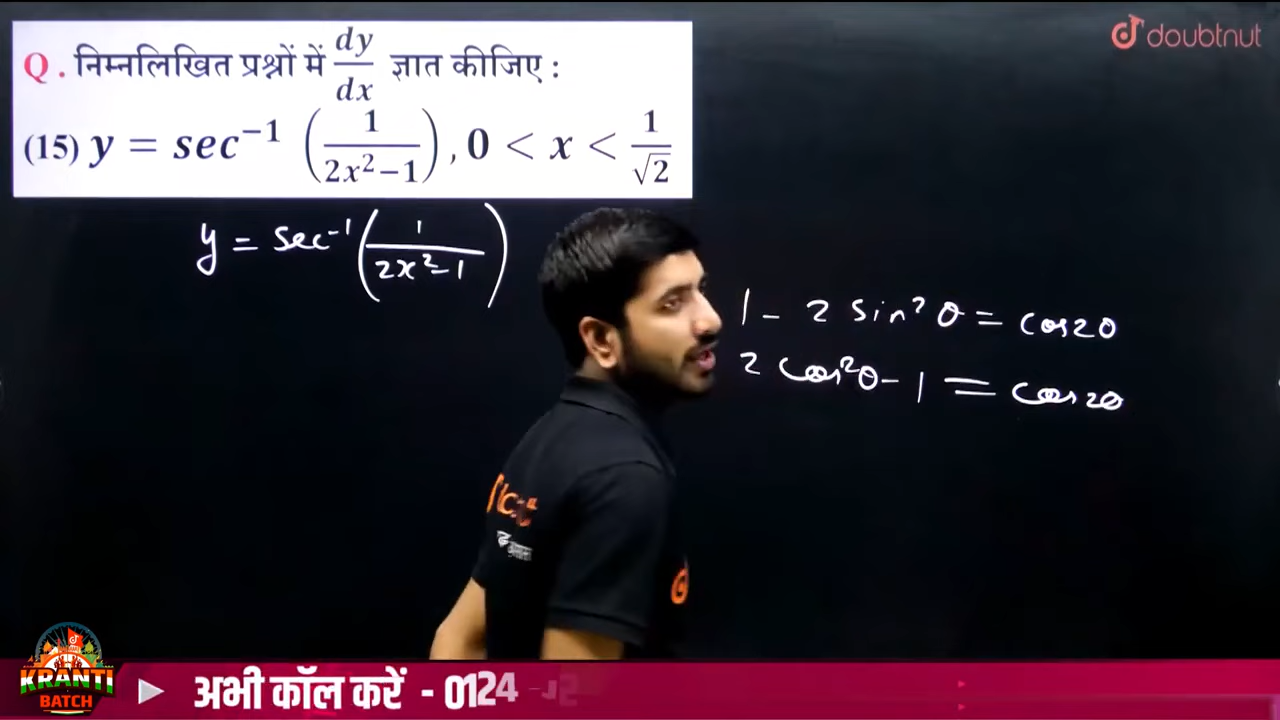 Q. निम्नलिखित प्रश्नों में dy/dx ज्ञात कीजिए :
(15) y = sec⁻¹ (1/(2x²−1)), 0 < x < 1/√2
doubtnut
y = sec⁻¹ (1/(2x²−1))
1 - 2 sin²θ = cos2θ
2 cos²θ - 1 = cos2θ
KRANTI
BATCH
अभी कॉल करें - 0124